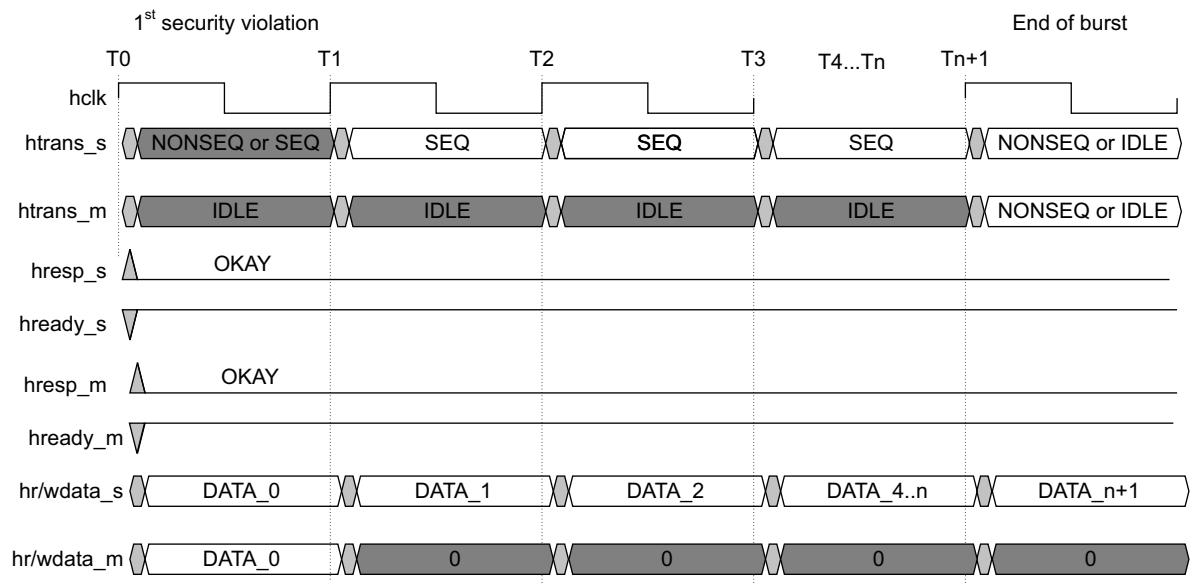 1st security violation End of burst
T0 T1 T2 T3 T4...Tn Tn+1
hclk
htrans_s NONSEQ or SEQ SEQ SEQ SEQ NONSEQ or IDLE
htrans_m IDLE IDLE IDLE IDLE NONSEQ or IDLE
hresp_s OKAY
hready_s
hresp_m OKAY
hready_m
hr/wdata_s DATA_0 DATA_1 DATA_2 DATA_4..n DATA_n+1
hr/wdata_m DATA_0 0 0 0 0